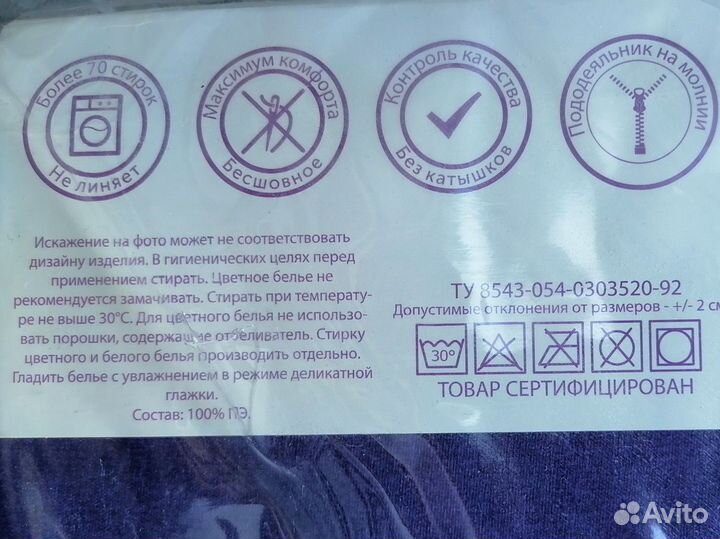 Более 70 стирок
Не линяет
Максимум комфорта
Бесшовное
Контроль качества
Без катышков
Пододеяльник на молнии
Искажение на фото может не соответствовать
дизайну изделия. В гигиенических целях перед
применением стирать. Цветное белье не
рекомендуется замачивать. Стирать при температу-
ре не выше 30°С. Для цветного белья не использо-
вать порошки, содержащие отбеливатель. Стирку
цветного и белого белья производить отдельно.
Гладить белье с увлажнением в режиме деликатной
глажки.
Состав: 100% ПЭ.
ТУ 8543-054-0303520-92
Допустимые отклонения от размеров - +/- 2 см
30°
ТОВАР СЕРТИФИЦИРОВАН
Avito